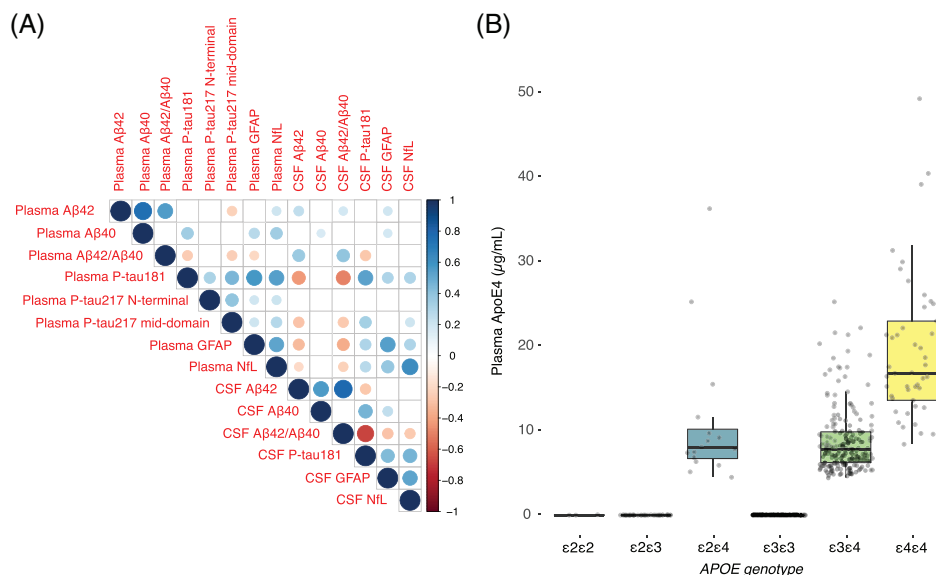 (A)
Plasma Aβ42
Plasma Aβ40
Plasma Aβ42/Aβ40
Plasma P-tau181
Plasma P-tau217 N-terminal
Plasma P-tau217 mid-domain
Plasma GFAP
Plasma NfL
CSF Aβ42
CSF Aβ40
CSF Aβ42/Aβ40
CSF P-tau181
CSF GFAP
CSF NfL
Plasma Aβ42
Plasma Aβ40
Plasma Aβ42/Aβ40
Plasma P-tau181
Plasma P-tau217 N-terminal
Plasma P-tau217 mid-domain
Plasma GFAP
Plasma NfL
CSF Aβ42
CSF Aβ40
CSF Aβ42/Aβ40
CSF P-tau181
CSF GFAP
CSF NfL
1
0.8
0.6
0.4
0.2
0
−0.2
−0.4
−0.6
−0.8
−1
(B)
Plasma ApoE4 (µg/mL)
50
40
30
20
10
0
ε2ε2
ε2ε3
ε2ε4
ε3ε3
ε3ε4
ε4ε4
APOE genotype